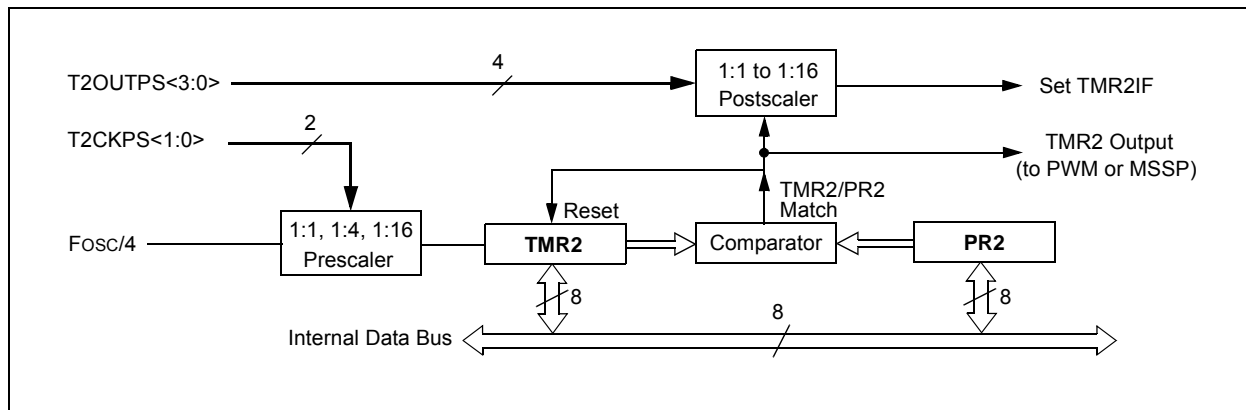 T2OUTPS<3:0>
4
1:1 to 1:16
Postscaler
Set TMR2IF
T2CKPS<1:0>
2
TMR2 Output
(to PWM or MSSP)
TMR2/PR2
Match
Reset
FOSC/4
1:1, 1:4, 1:16
Prescaler
TMR2
Comparator
PR2
8
8
Internal Data Bus
8